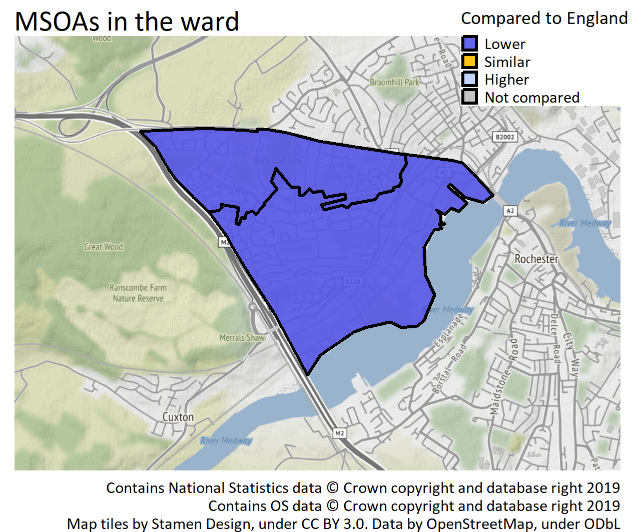 MSOAs in the ward
Compared to England
Lower
Similar
Higher
Not compared
Wood
Broomhill Park
B2002
A2
River Medway
Great Wood
Rochester
Ranscombe Farm
Nature Reserve
Medway
Merrals Shaw
Esplanade
Borstal Road
Maidstone Road
Delce Road
City Way
Cuxton
River Medway
M2
Contains National Statistics data © Crown copyright and database right 2019
Contains OS data © Crown copyright and database right 2019
Map tiles by Stamen Design, under CC BY 3.0. Data by OpenStreetMap, under ODbL